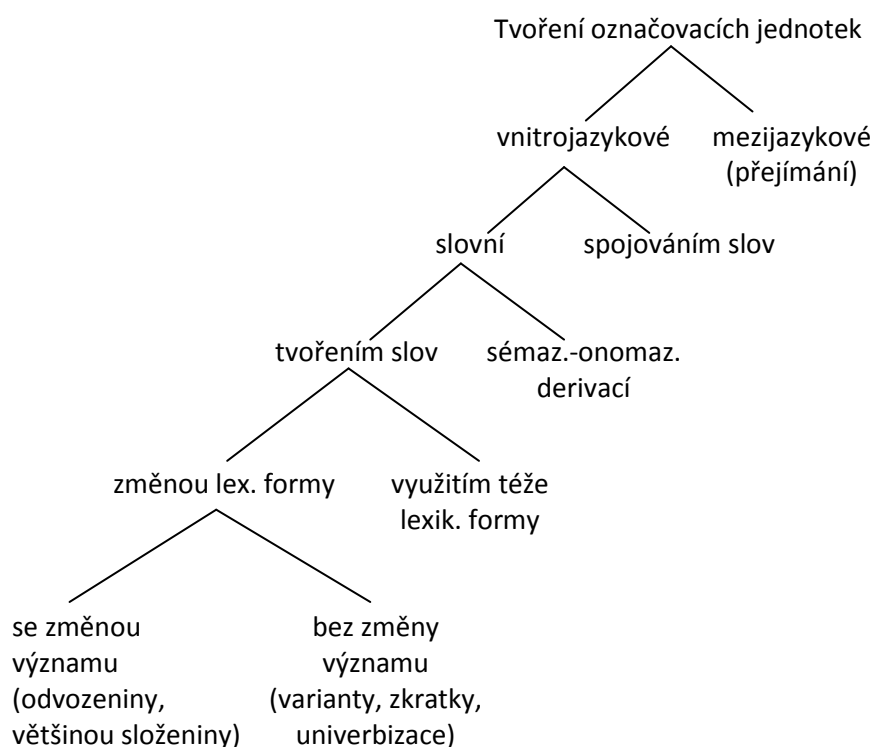 Tvoření označovacích jednotek
vnitrojazykové
mezijazykové
(přejímání)
slovní
spojováním slov
tvořením slov
sémaz.-onomaz.
derivací
změnou lex. formy
využitím téže
lexik. formy
se změnou
významu
(odvozeniny,
většinou složeniny)
bez změny
významu
(varianty, zkratky,
univerbizace)